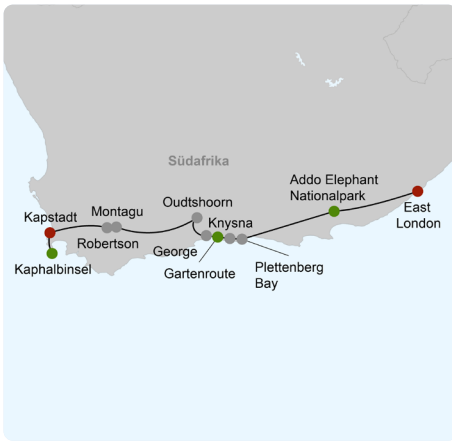 Südafrika
Addo Elephant
Nationalpark
Oudtshoorn
East
London
Montagu
Kapstadt
Knysna
Robertson
George
Kaphalbinsel
Gartenroute
Plettenberg
Bay